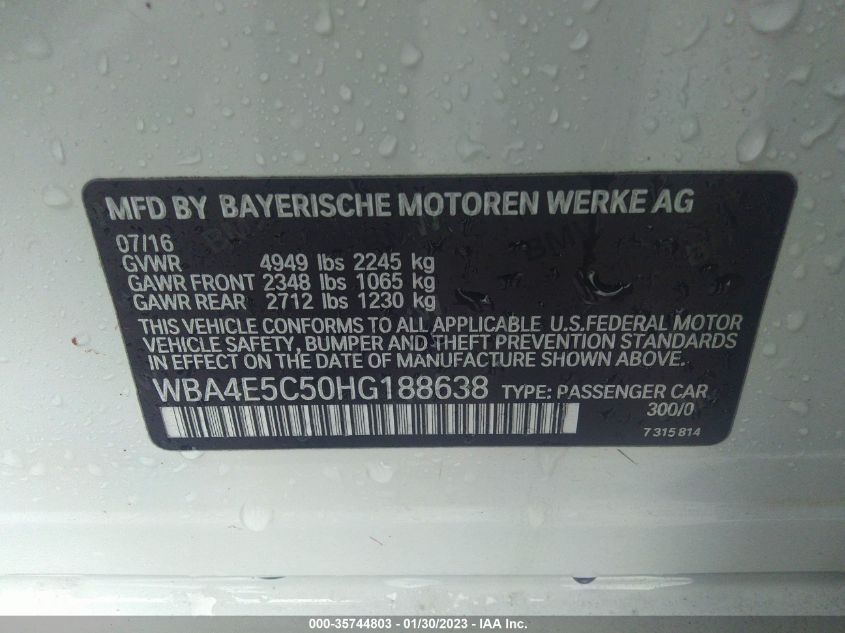 MFD BY BAYERISCHE MOTOREN WERKE AG
07/16
GVWR 4949 lbs 2245 kg
GAWR FRONT 2348 lbs 1065 kg
GAWR REAR 2712 lbs 1230 kg
THIS VEHICLE CONFORMS TO ALL APPLICABLE U.S.FEDERAL MOTOR
VEHICLE SAFETY, BUMPER AND THEFT PREVENTION STANDARDS
IN EFFECT ON THE DATE OF MANUFACTURE SHOWN ABOVE.
WBA4E5C50HG188638 TYPE: PASSENGER CAR
300/0
7 315 814
000-35744803 - 01/30/2023 - IAA Inc.